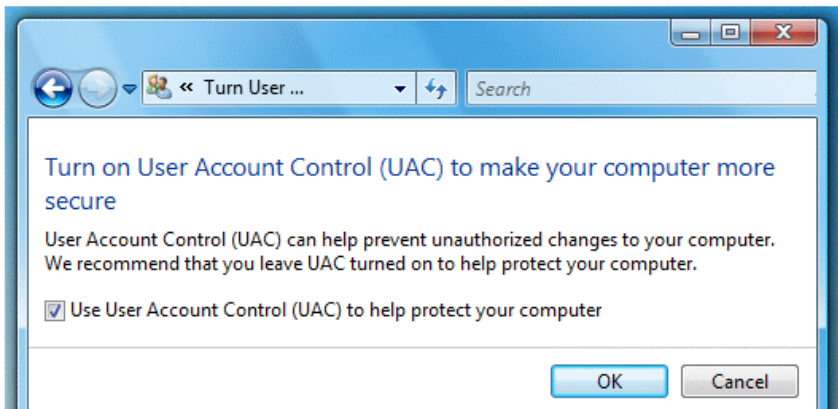 « Turn User ...
Search
Turn on User Account Control (UAC) to make your computer more
secure
User Account Control (UAC) can help prevent unauthorized changes to your computer.
We recommend that you leave UAC turned on to help protect your computer.
Use User Account Control (UAC) to help protect your computer
OK Cancel